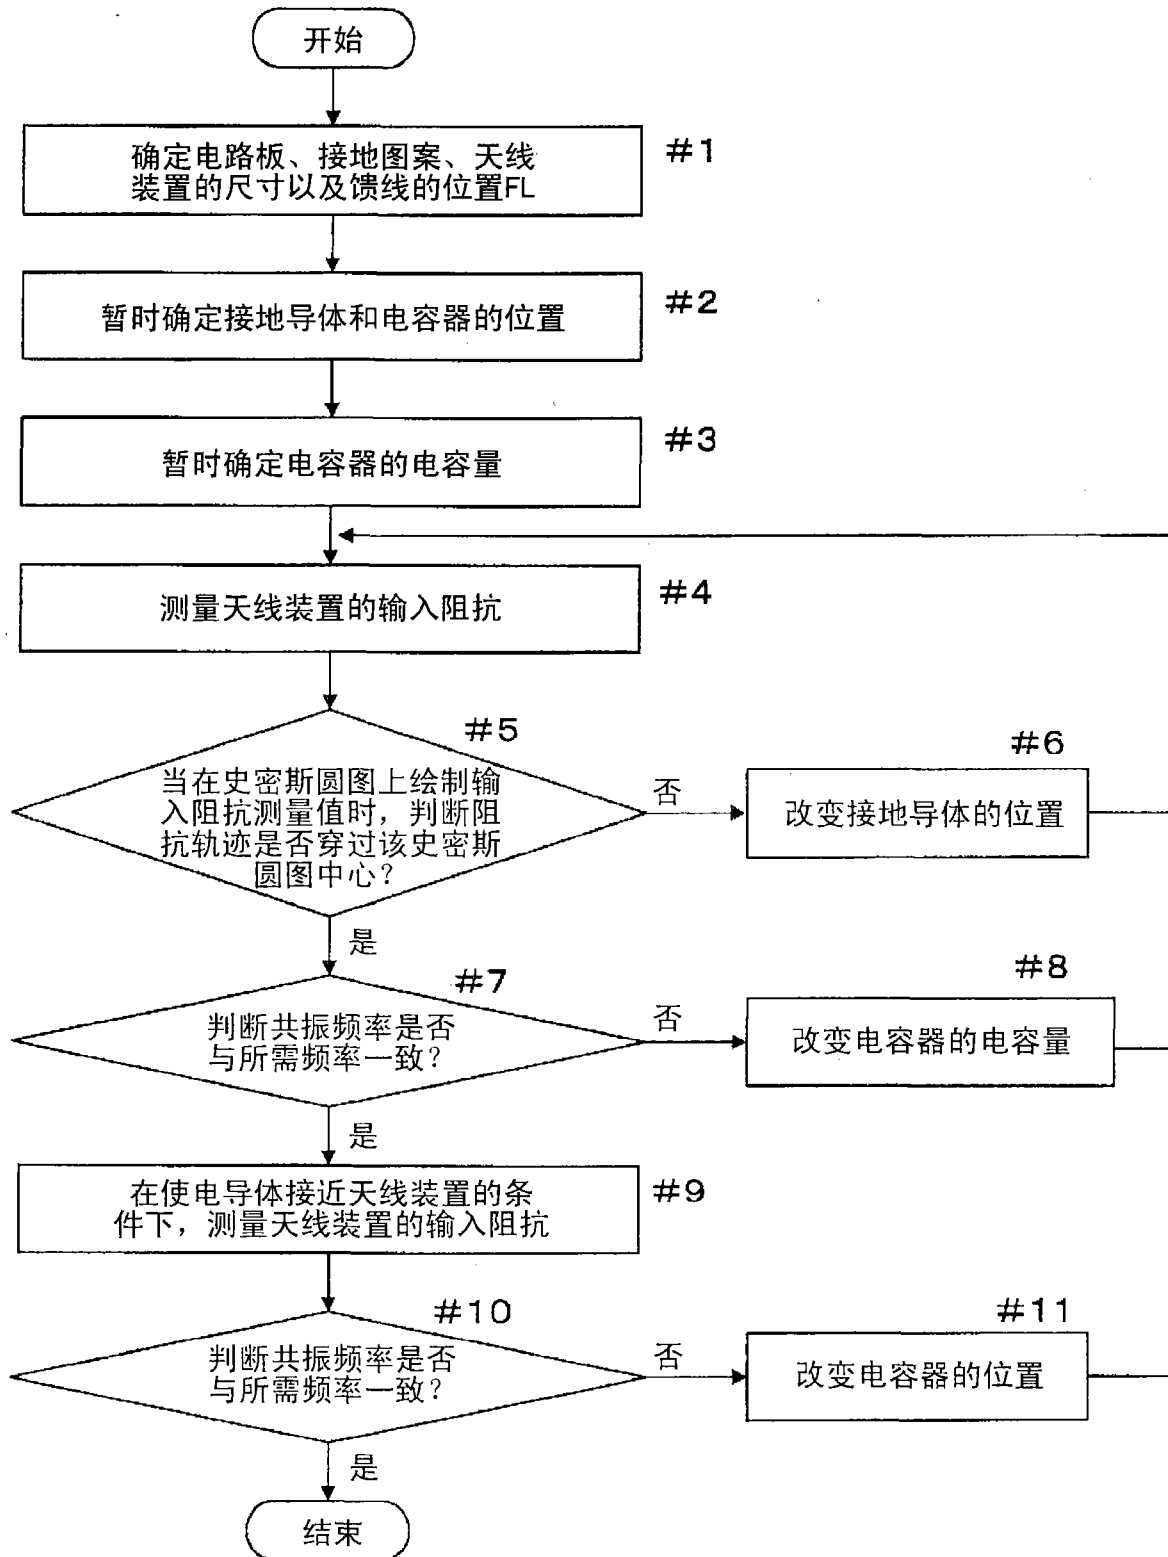 开始
确定电路板、接地图案、天线
装置的尺寸以及馈线的位置FL
#1
暂时确定接地导体和电容器的位置
#2
暂时确定电容器的电容量
#3
测量天线装置的输入阻抗
#4
#5
当在史密斯圆图上绘制输
入阻抗测量值时，判断阻
抗轨迹是否穿过该史密斯
圆图中心？
否
#6
改变接地导体的位置
是
#7
判断共振频率是否
与所需频率一致？
否
#8
改变电容器的电容量
是
在使电导体接近天线装置的条
件下，测量天线装置的输入阻抗
#9
#10
判断共振频率是否
与所需频率一致？
否
#11
改变电容器的位置
是
结束